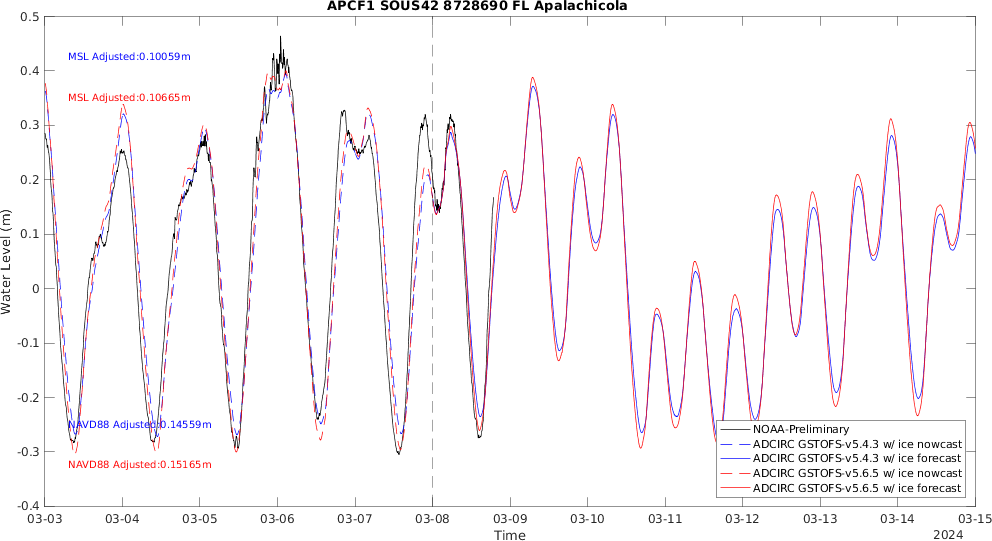 APCF1 SOUS42 8728690 FL Apalachicola
0.5
0.4
0.3
0.2
0.1
0
-0.1
-0.2
-0.3
-0.4
Water Level (m)
MSL Adjusted:0.10059m
MSL Adjusted:0.10665m
NAVD88 Adjusted:0.14559m
NAVD88 Adjusted:0.15165m
NOAA-Preliminary
ADCIRC GSTOFS-v5.4.3 w/ ice nowcast
ADCIRC GSTOFS-v5.4.3 w/ ice forecast
ADCIRC GSTOFS-v5.6.5 w/ ice nowcast
ADCIRC GSTOFS-v5.6.5 w/ ice forecast
03-03 03-04 03-05 03-06 03-07 03-08 03-09 03-10 03-11 03-12 03-13 03-14 03-15
Time
2024